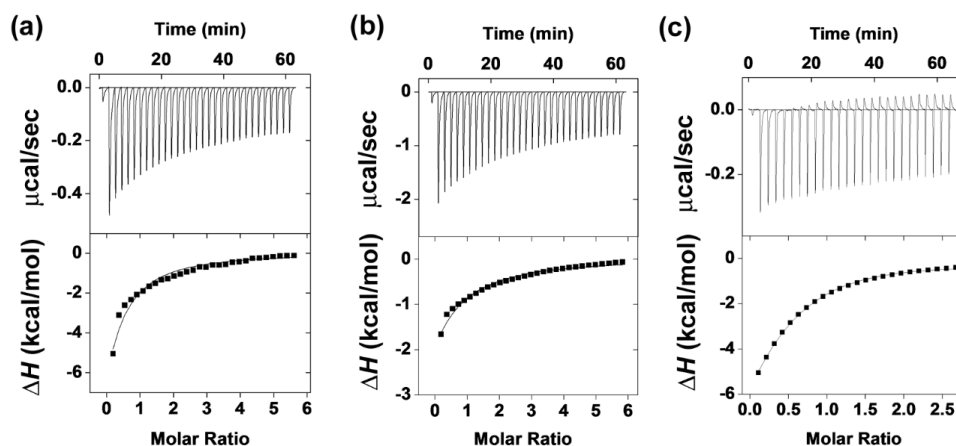 (a)
Time (min)
0 20 40 60
0.0
-0.2
-0.4
μcal/sec
0
-2
-4
-6
ΔH (kcal/mol)
0 1 2 3 4 5 6
Molar Ratio
(b)
Time (min)
0 20 40 60
0
-1
-2
μcal/sec
0
-1
-2
-3
ΔH (kcal/mol)
0 1 2 3 4 5 6
Molar Ratio
(c)
Time (min)
0 20 40 60
0.0
-0.2
μcal/sec
0
-2
-4
-6
ΔH (kcal/mol)
0.0 0.5 1.0 1.5 2.0 2.5
Molar Ratio